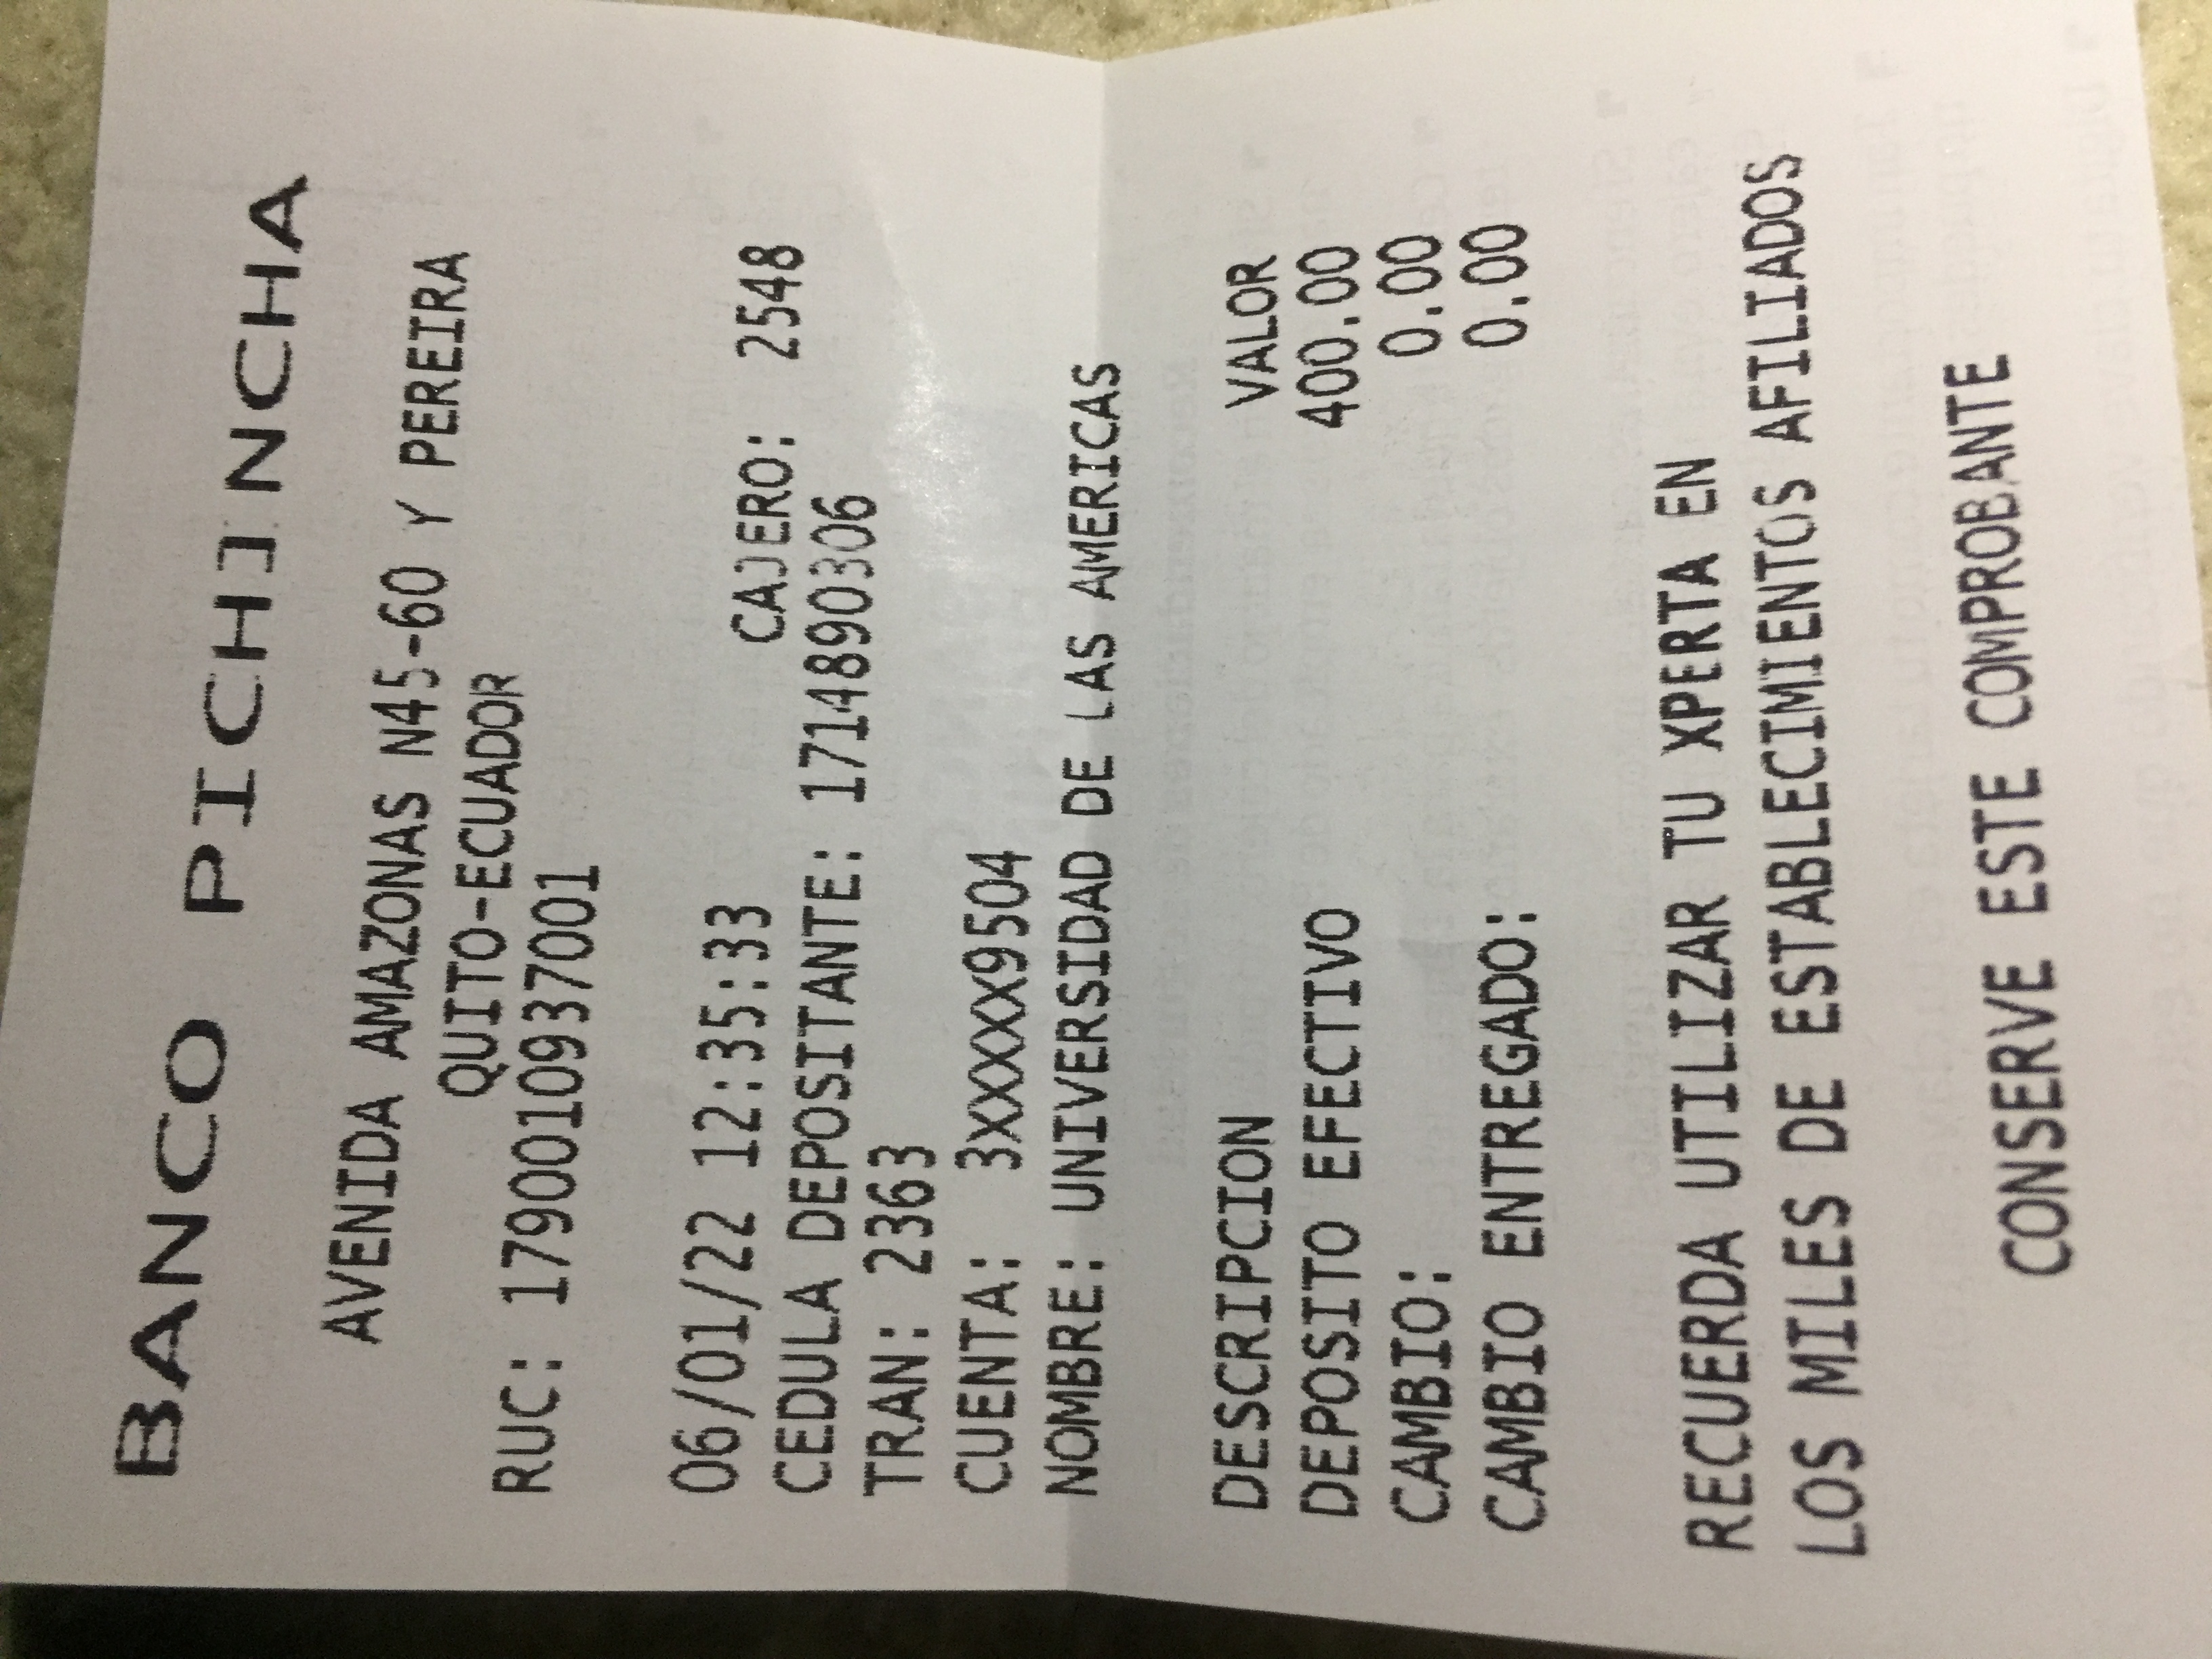 BANCO PICHINCHA
AVENIDA AMAZONAS N45-60 Y PEREIRA
QUITO-ECUADOR
RUC: 1790010937001
06/01/22 12:35:33 CAJERO: 2548
CEDULA DEPOSITANTE: 1714890306
TRAN: 2363
CUENTA: 3XXXXX9504
NOMBRE: UNIVERSIDAD DE LAS AMERICAS
DESCRIPCION VALOR
DEPOSITO EFECTIVO 400.00
CAMBIO: 0.00
CAMBIO ENTREGADO: 0.00
RECUERDA UTILIZAR TU XPERTA EN
LOS MILES DE ESTABLECIMIENTOS AFILIADOS
CONSERVE ESTE COMPROBANTE